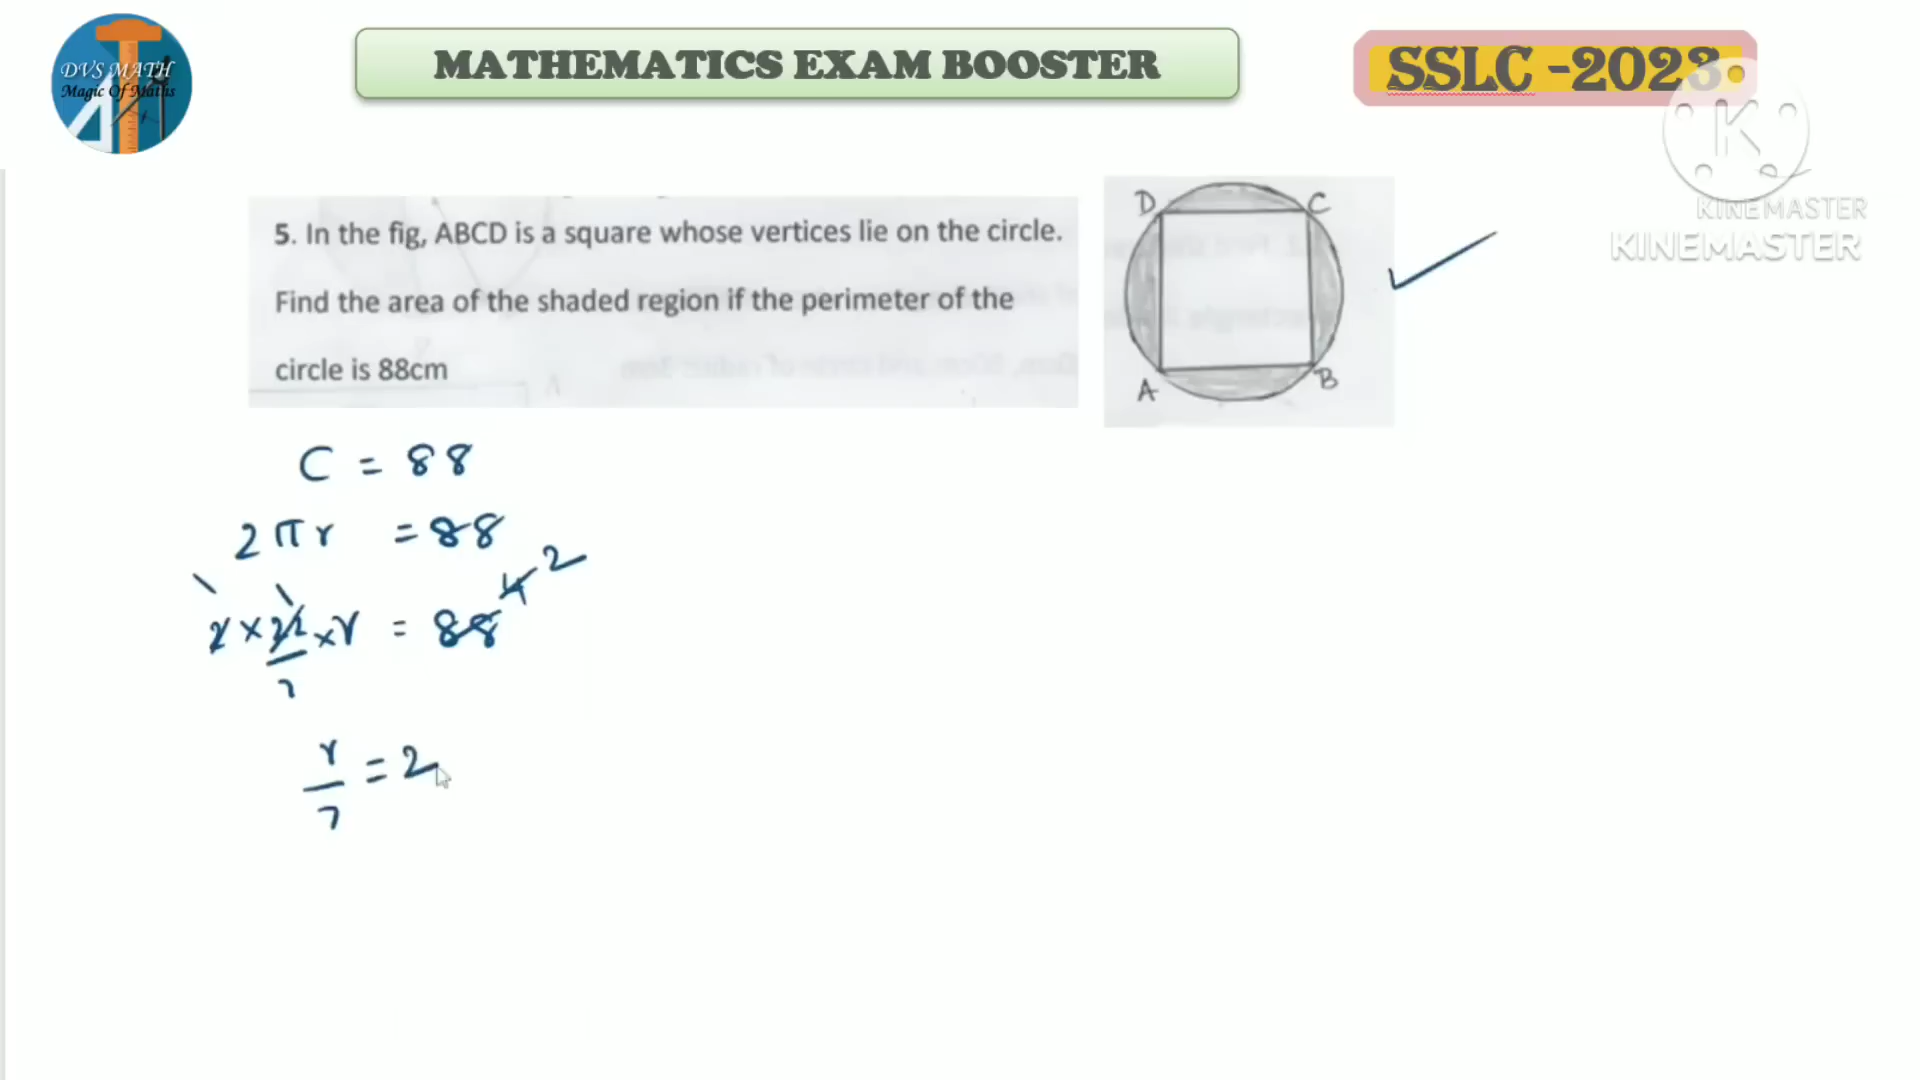 DVS MATH
Magic Of Maths
MATHEMATICS EXAM BOOSTER
SSLC -2023
KINEMASTER
KINEMASTER
5. In the fig, ABCD is a square whose vertices lie on the circle.
Find the area of the shaded region if the perimeter of the
circle is 88cm
D C
A B
C = 88
2πr = 88
2 × 22/7 × r = 88 4 2
r/7 = 2